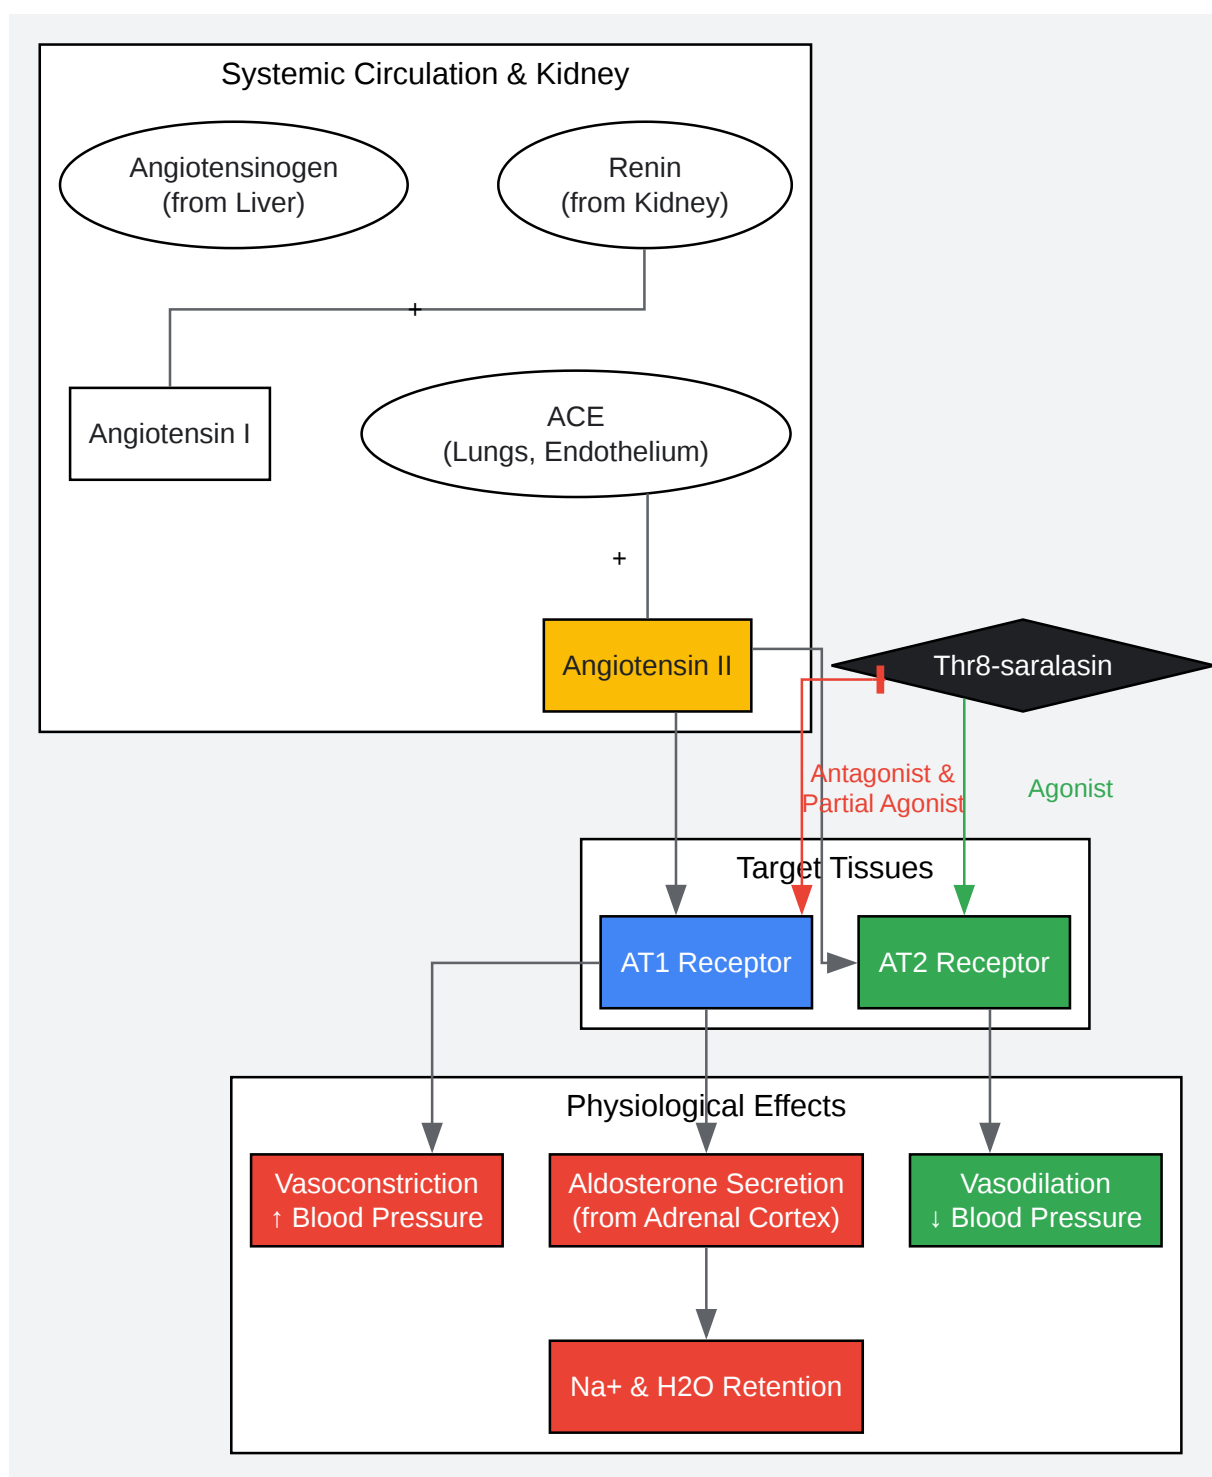 Systemic Circulation & Kidney
Angiotensinogen
(from Liver)
Renin
(from Kidney)
+
Angiotensin I
ACE
(Lungs, Endothelium)
+
Angiotensin II
Thr8-saralasin
Antagonist &
Partial Agonist
Agonist
Target Tissues
AT1 Receptor
AT2 Receptor
Physiological Effects
Vasoconstriction
↑ Blood Pressure
Aldosterone Secretion
(from Adrenal Cortex)
Vasodilation
↓ Blood Pressure
Na+ & H2O Retention